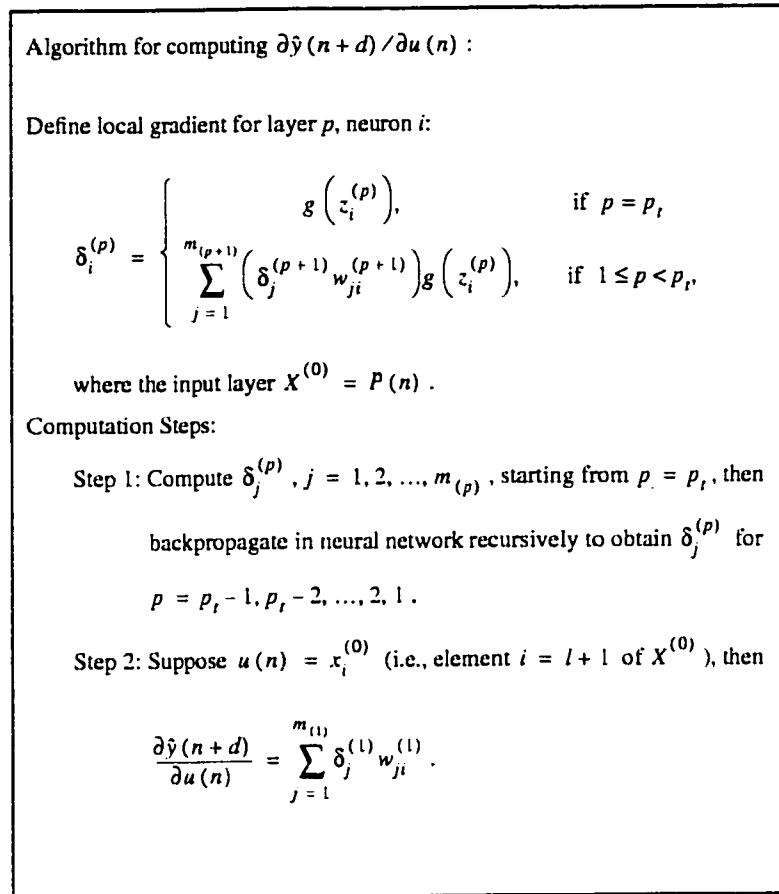 Algorithm for computing ∂ŷ(n + d)/∂u(n) :
Define local gradient for layer p, neuron i:
δ_i^(p) = { g(z_i^(p)), if p = p_t
∑_{j = 1}^{m_(p+1)} (δ_j^(p+1) w_ji^(p+1)) g(z_i^(p)), if 1 ≤ p < p_t,
where the input layer X^(0) = P(n) .
Computation Steps:
Step 1: Compute δ_j^(p) , j = 1, 2, ..., m_(p) , starting from p = p_t , then
backpropagate in neural network recursively to obtain δ_j^(p) for
p = p_t - 1, p_t - 2, ..., 2, 1 .
Step 2: Suppose u(n) = x_i^(0) (i.e., element i = l + 1 of X^(0) ), then
∂ŷ(n + d)/∂u(n) = ∑_{j = 1}^{m_(1)} δ_j^(1) w_ji^(1) .